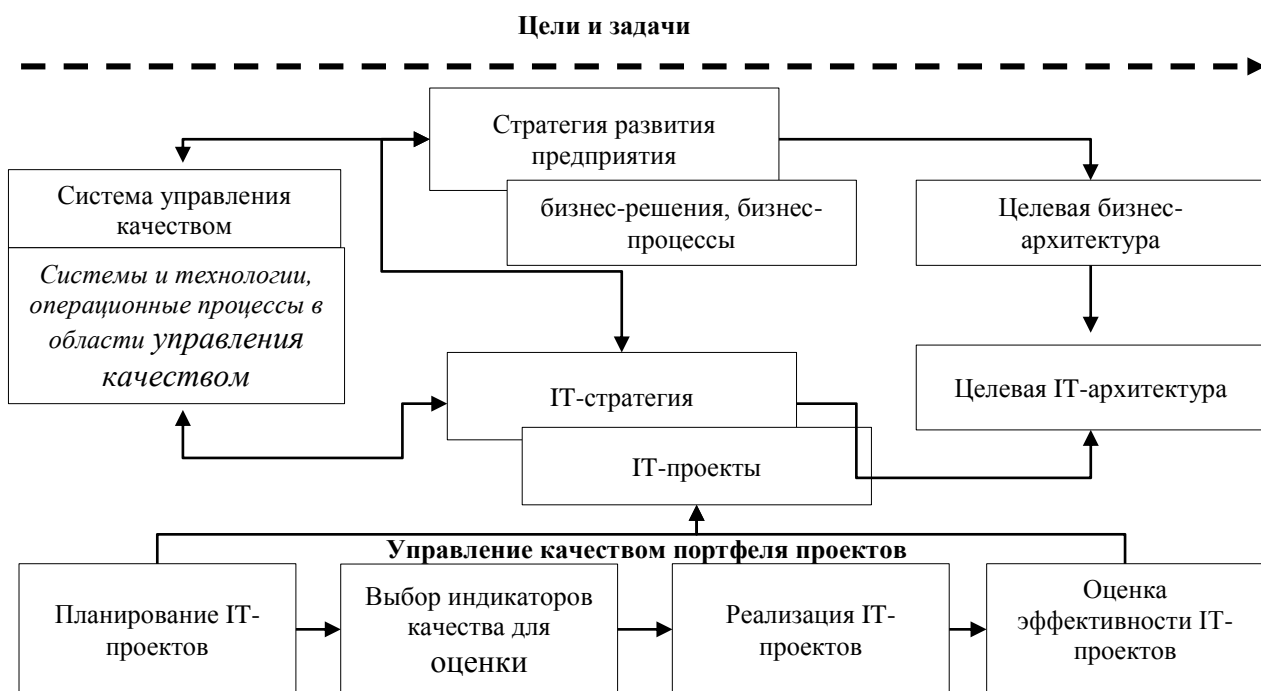 Цели и задачи
Стратегия развития
предприятия
бизнес-решения, бизнес-
процессы
Система управления
качеством
Системы и технологии,
операционные процессы в
области управления
качеством
Целевая бизнес-
архитектура
IT-стратегия
IT-проекты
Целевая IT-архитектура
Управление качеством портфеля проектов
Планирование IT-
проектов
Выбор индикаторов
качества для
оценки
Реализация IT-
проектов
Оценка
эффективности IT-
проектов